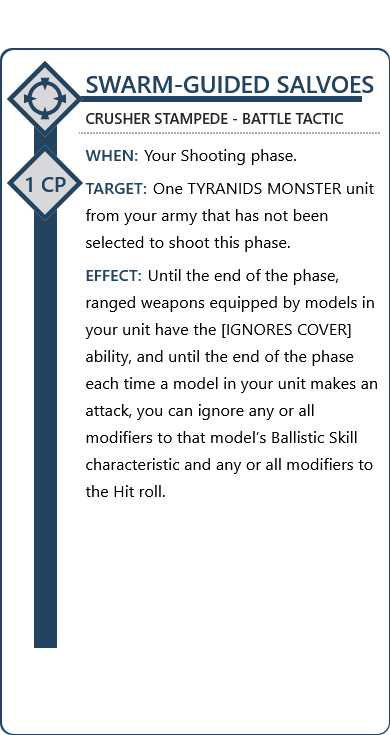 SWARM-GUIDED SALVOES
CRUSHER STAMPEDE - BATTLE TACTIC
WHEN: Your Shooting phase.
1 CP
TARGET: One TYRANIDS MONSTER unit
from your army that has not been
selected to shoot this phase.
EFFECT: Until the end of the phase,
ranged weapons equipped by models in
your unit have the [IGNORES COVER]
ability, and until the end of the phase
each time a model in your unit makes an
attack, you can ignore any or all
modifiers to that model’s Ballistic Skill
characteristic and any or all modifiers to
the Hit roll.